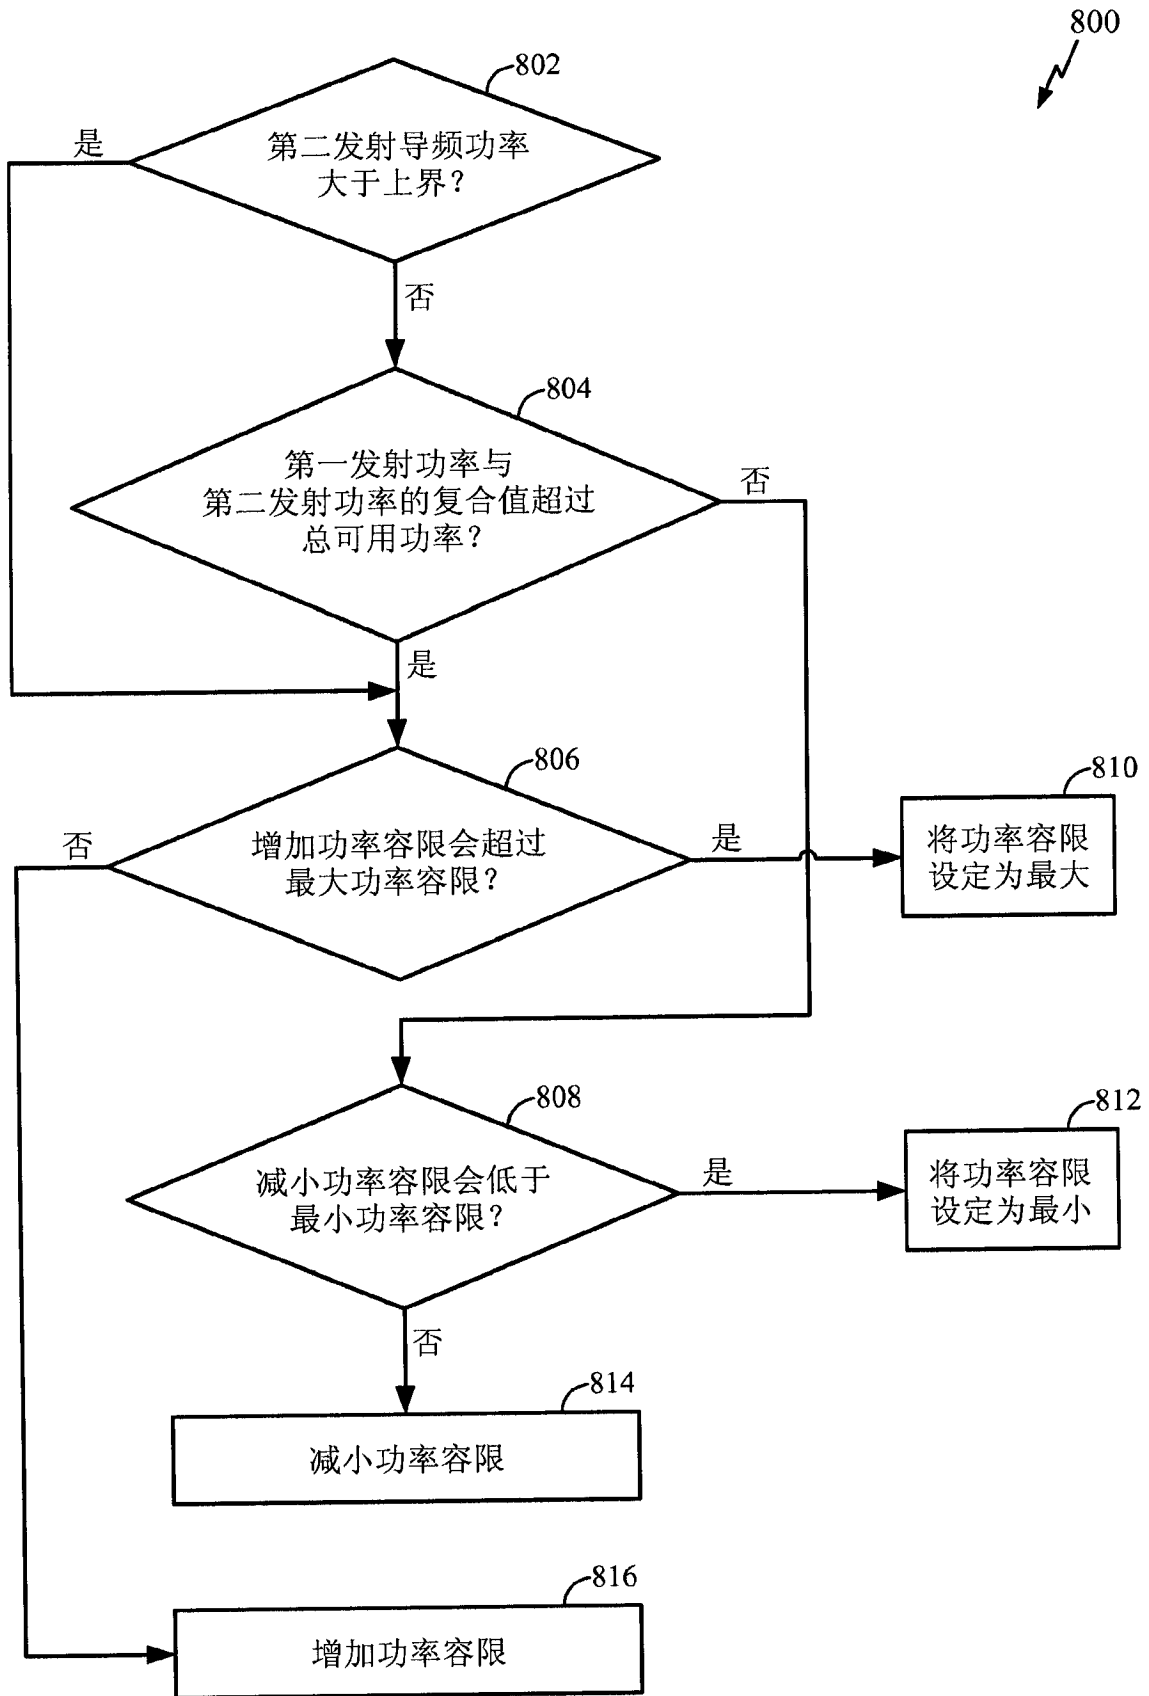 800
802
是
第二发射导频功率
大于上界？
否
804
第一发射功率与
第二发射功率的复合值超过
总可用功率？
否
是
806
否
增加功率容限会超过
最大功率容限？
是
810
将功率容限
设定为最大
808
减小功率容限会低于
最小功率容限？
是
812
将功率容限
设定为最小
否
814
减小功率容限
816
增加功率容限